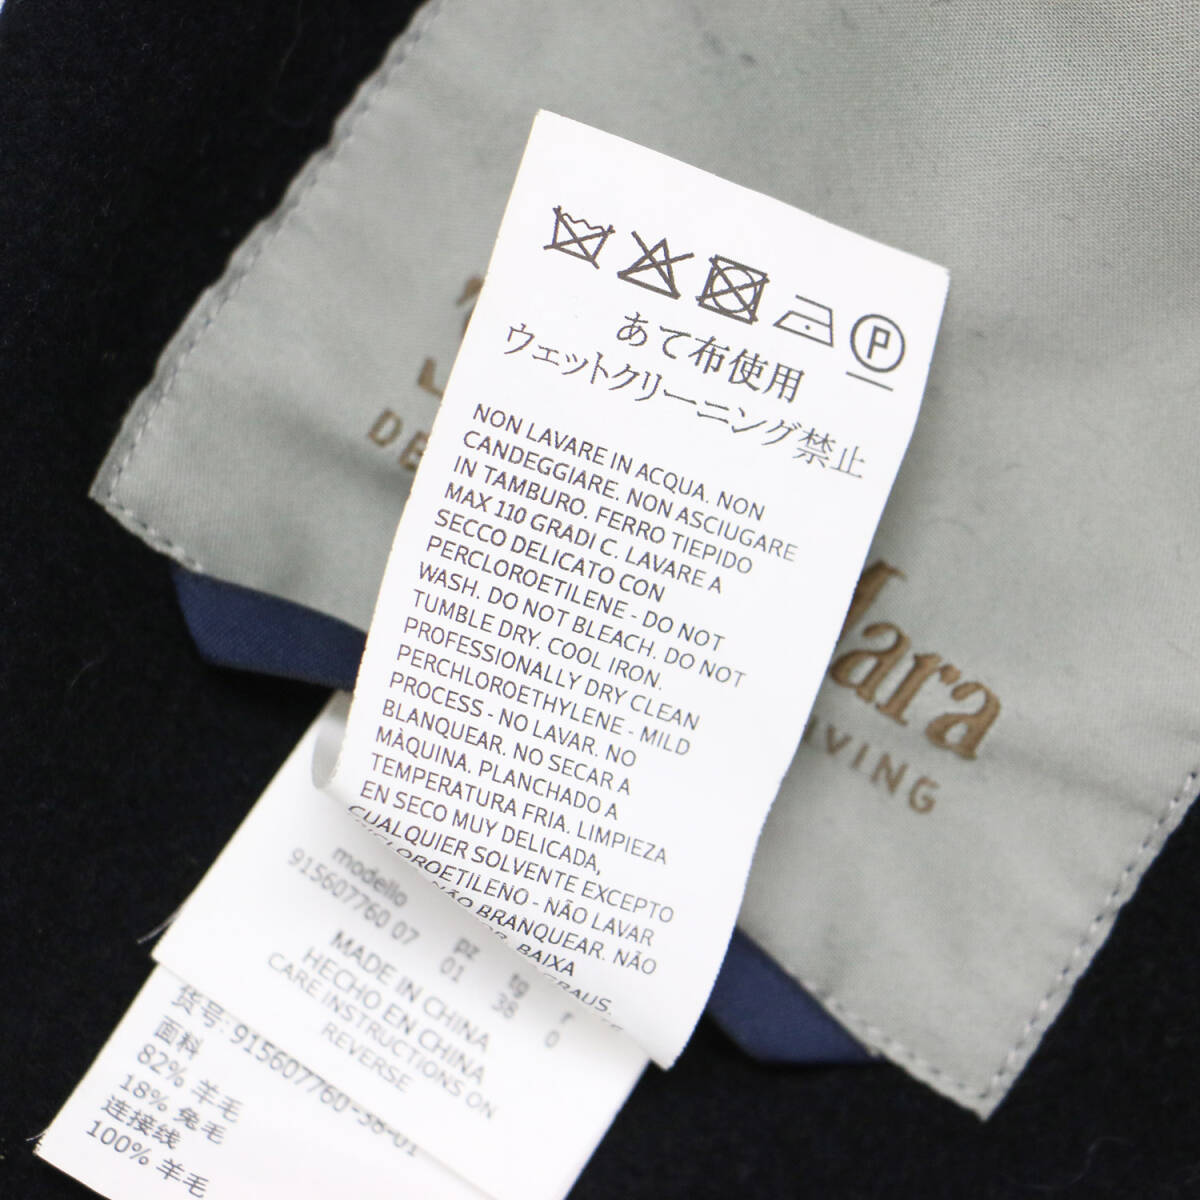 P
あて布使用
ウェットクリーニング禁止
NON LAVARE IN ACQUA. NON
CANDEGGIARE. NON ASCIUGARE
IN TAMBURO. FERRO TIEPIDO
MAX 110 GRADI C. LAVARE A
SECCO DELICATO CON
PERCLOROETILENE - DO NOT
WASH. DO NOT BLEACH. DO NOT
TUMBLE DRY. COOL IRON.
PROFESSIONALLY DRY CLEAN
PERCHLOROETHYLENE - MILD
PROCESS - NO LAVAR. NO
BLANQUEAR. NO SECAR A
MÀQUINA. PLANCHADO A
TEMPERATURA FRIA. LIMPIEZA
EN SECO MUY DELICADA,
CUALQUIER SOLVENTE EXCEPTO
CLOROETILENO - NÃO LAVAR
NÃO BRANQUEAR. NÃO
BAIXA
GRAUS.
modello pz tg r
915607760 07 01 38 0
MADE IN CHINA
HECHO EN CHINA
CARE INSTRUCTIONS ON
REVERSE
货号:915607760-38-01
面料
82% 羊毛
18% 兔毛
连接线
100% 羊毛
DE
ara
IVING